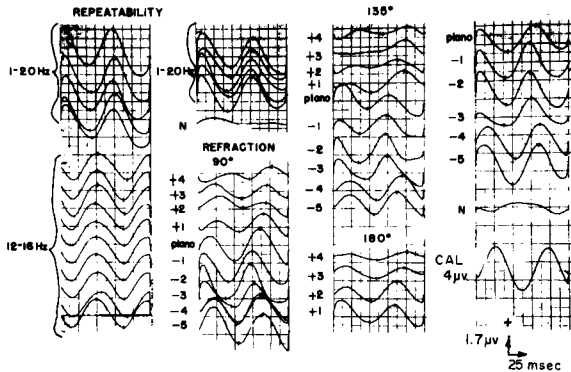 REPEATABILITY
1-20Hz
12-16Hz
1-20Hz
N
REFRACTION
90°
+4
+3
+2
+1
plano
-1
-2
-3
-4
-5
135°
+4
+3
+2
+1
plano
-1
-2
-3
-4
-5
180°
+4
+3
+2
+1
plano
-1
-2
-3
-4
-5
N
CAL
4μv
+
1.7μv
25 msec